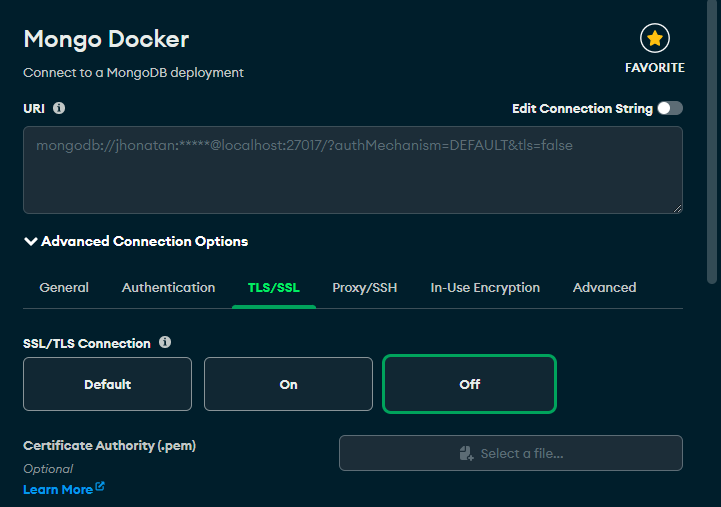 Mongo Docker
FAVORITE
Connect to a MongoDB deployment
URI
Edit Connection String
mongodb://jhonatan:*****@localhost:27017/?authMechanism=DEFAULT&tls=false
Advanced Connection Options
General Authentication TLS/SSL Proxy/SSH In-Use Encryption Advanced
SSL/TLS Connection
Default On Off
Certificate Authority (.pem)
Optional
Learn More
Select a file...